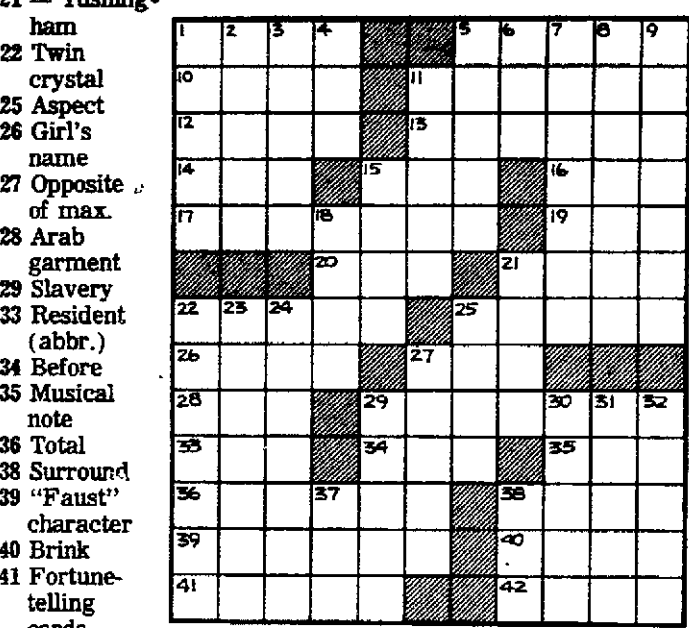 ham
22 Twin
crystal
25 Aspect
26 Girl's
name
27 Opposite
of max.
28 Arab
garment
29 Slavery
33 Resident
(abbr.)
34 Before
35 Musical
note
36 Total
38 Surround
39 "Faust"
character
40 Brink
41 Fortune-
telling
1 2 3 4 5 6 7 8 9
10 11
12 13
14 15 16
17 18 19
20 21
22 23 24 25
26 27
28 29 30 31 32
33 34 35
36 37 38
39 40
41 42